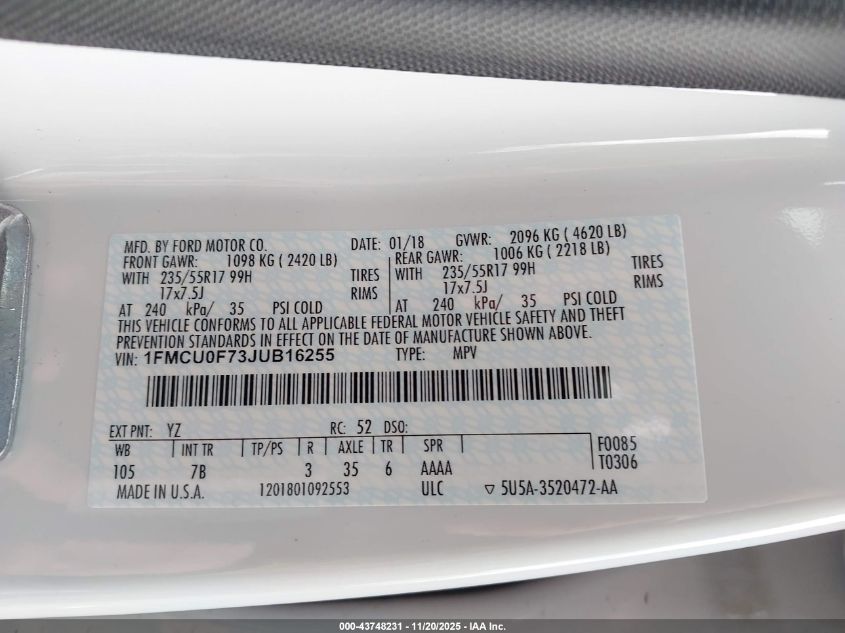 MFD. BY FORD MOTOR CO. DATE: 01/18 GVWR: 2096 KG ( 4620 LB)
FRONT GAWR: 1098 KG ( 2420 LB) REAR GAWR: 1006 KG ( 2218 LB)
WITH 235/55R17 99H TIRES WITH 235/55R17 99H TIRES
17x7.5J RIMS 17x7.5J RIMS
AT 240 kPa/ 35 PSI COLD AT 240 kPa/ 35 PSI COLD
THIS VEHICLE CONFORMS TO ALL APPLICABLE FEDERAL MOTOR VEHICLE SAFETY AND THEFT
PREVENTION STANDARDS IN EFFECT ON THE DATE OF MANUFACTURE SHOWN ABOVE.
VIN: 1FMCU0F73JUB16255 TYPE: MPV
EXT PNT: YZ RC: 52 DSO:
WB INT TR TP/PS R AXLE TR SPR F0085
105 7B 3 35 6 AAAA T0306
MADE IN U.S.A. 1201801092553 ULC ▽ 5U5A-3520472-AA
000-43748231 - 11/20/2025 - IAA Inc.